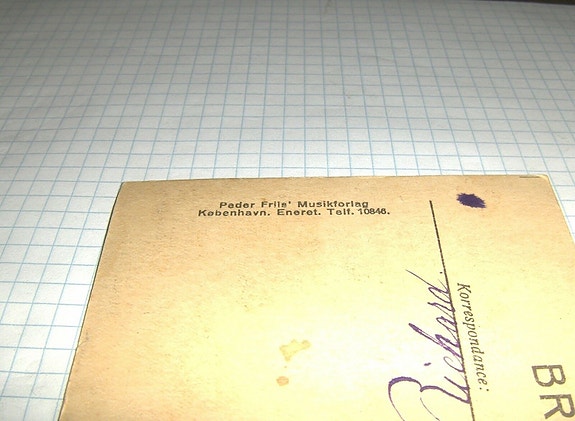 Peder Friis' Musikforlag
København. Eneret. Telf. 10846.
Korrespondance:
Richard
BR